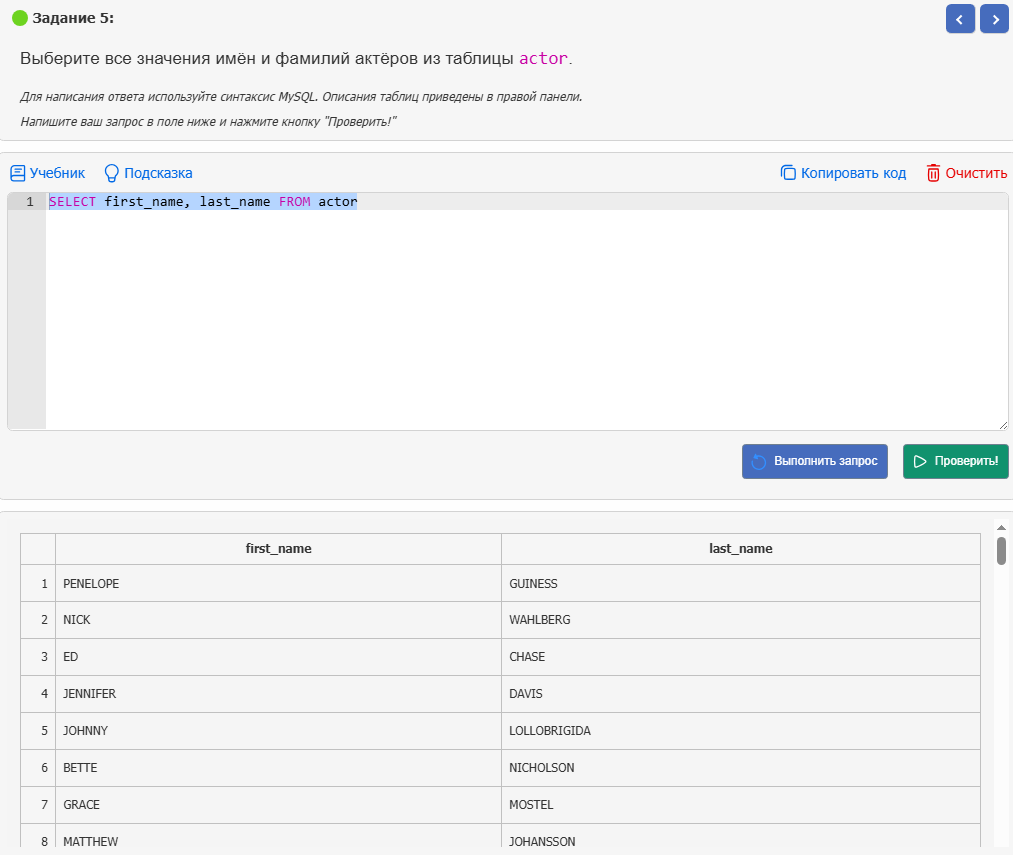 Задание 5:
Выберите все значения имён и фамилий актёров из таблицы actor.
Для написания ответа используйте синтаксис MySQL. Описания таблиц приведены в правой панели.
Напишите ваш запрос в поле ниже и нажмите кнопку "Проверить!"
Учебник Подсказка Копировать код Очистить
1 SELECT first_name, last_name FROM actor
Выполнить запрос Проверить!
first_name last_name
1 PENELOPE GUINESS
2 NICK WAHLBERG
3 ED CHASE
4 JENNIFER DAVIS
5 JOHNNY LOLLOBRIGIDA
6 BETTE NICHOLSON
7 GRACE MOSTEL
8 MATTHEW JOHANSSON